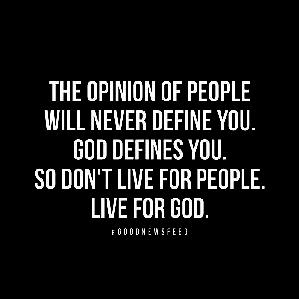 THE OPINION OF PEOPLE
WILL NEVER DEFINE YOU.
GOD DEFINES YOU.
SO DON'T LIVE FOR PEOPLE.
LIVE FOR GOD.
#GOODNEWSFEED